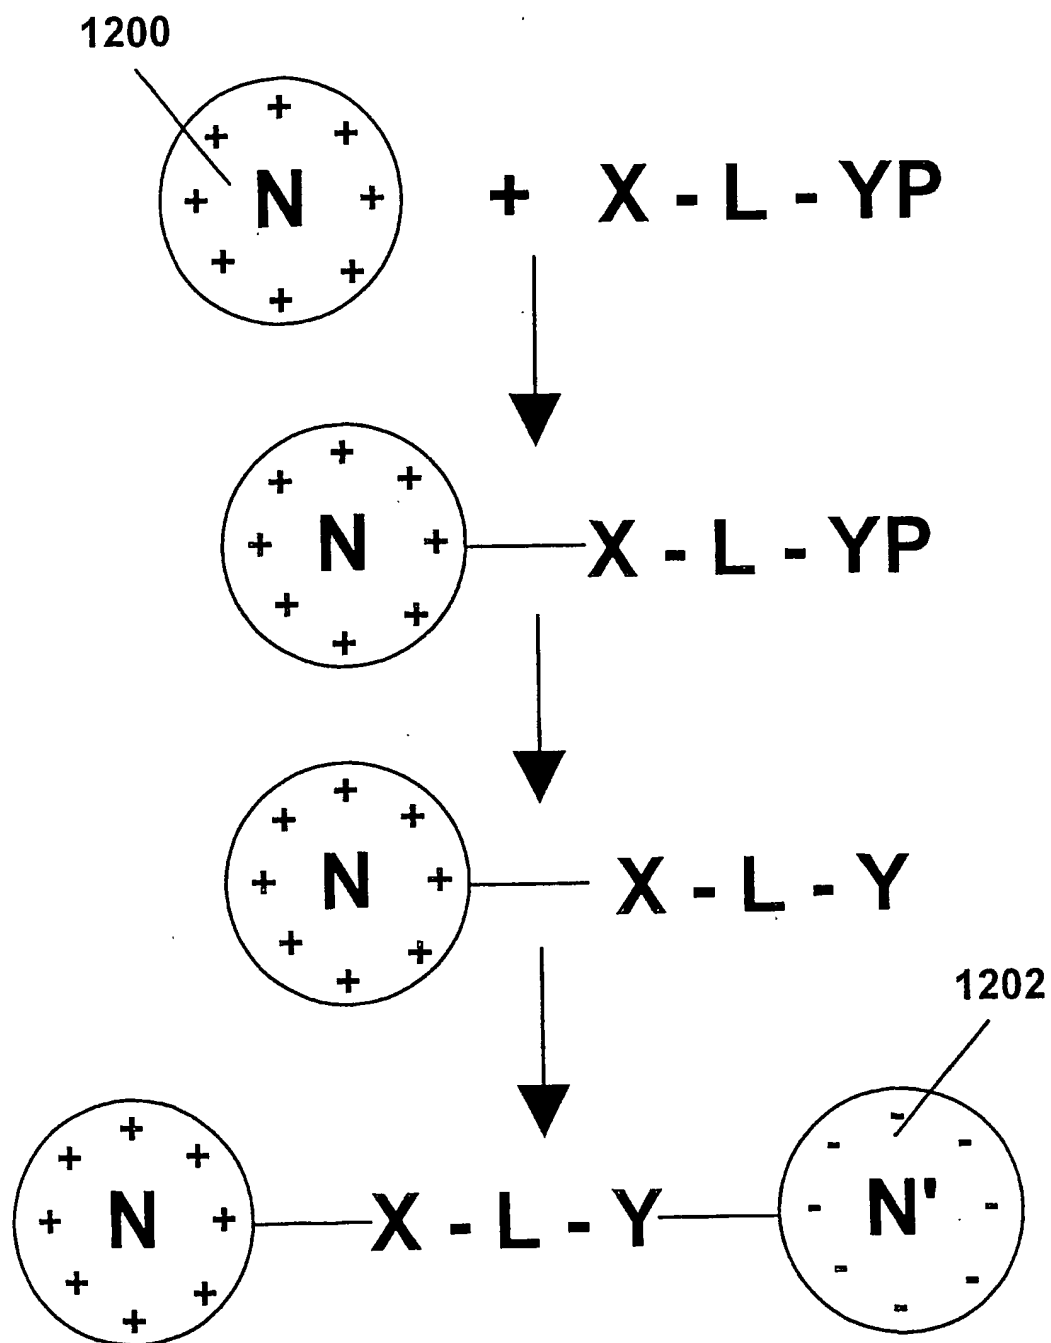 1200
+ + + + + + + + N + X - L - YP
+ + + + + + + + N X - L - YP
+ + + + + + + + N X - L - Y
1202
+ + + + + + + + N X - L - Y - - - - - - - - N'